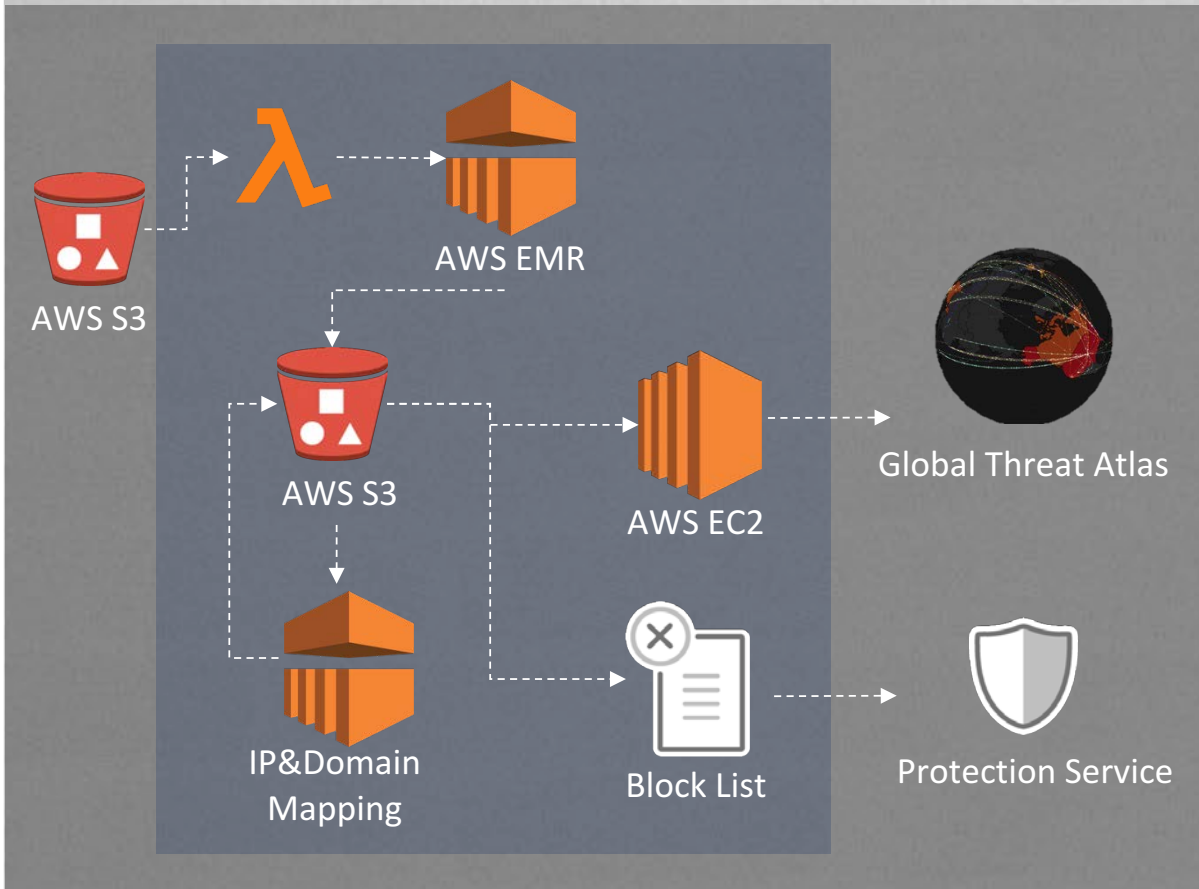 AWS EMR
AWS S3
Global Threat Atlas
AWS S3
AWS EC2
IP&Domain
Mapping
Block List
Protection Service